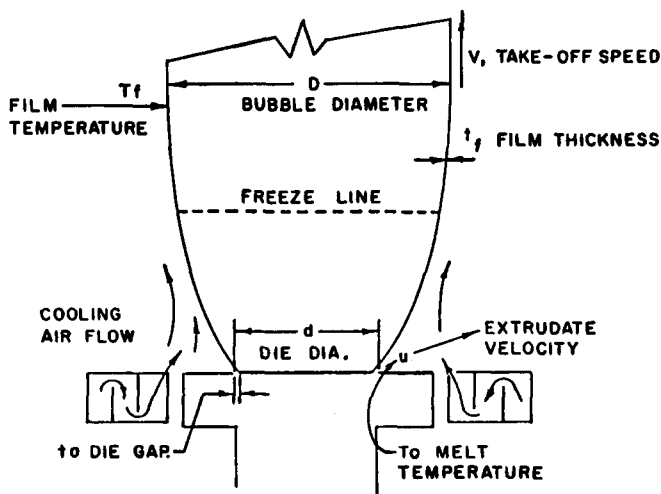 V, TAKE-OFF SPEED
D
BUBBLE DIAMETER
Tf
FILM
TEMPERATURE
tf FILM THICKNESS
FREEZE LINE
COOLING
AIR FLOW
d
DIE DIA.
u
EXTRUDATE
VELOCITY
to DIE GAP.
To MELT
TEMPERATURE